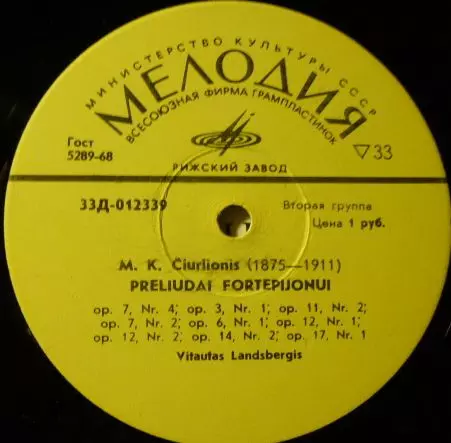 МИНИСТЕРСТВО КУЛЬТУРЫ СССР
МЕЛОДИЯ
ВСЕСОЮЗНАЯ ФИРМА ГРАМПЛАСТИНОК
Гост
5289-68
▽33
РИЖСКИЙ ЗАВОД
33Д-012339
Вторая группа
Цена 1 руб.
M. K. Čiurlionis (1875—1911)
PRELIUDAI FORTEPIJONUI
op. 7, Nr. 4; op. 3, Nr. 1; op. 11, Nr. 2;
op. 7, Nr. 2; op. 6, Nr. 1; op. 12, Nr. 1;
op. 12, Nr. 2; op. 14, Nr. 2; op. 17, Nr. 1
Vitautas Landsbergis